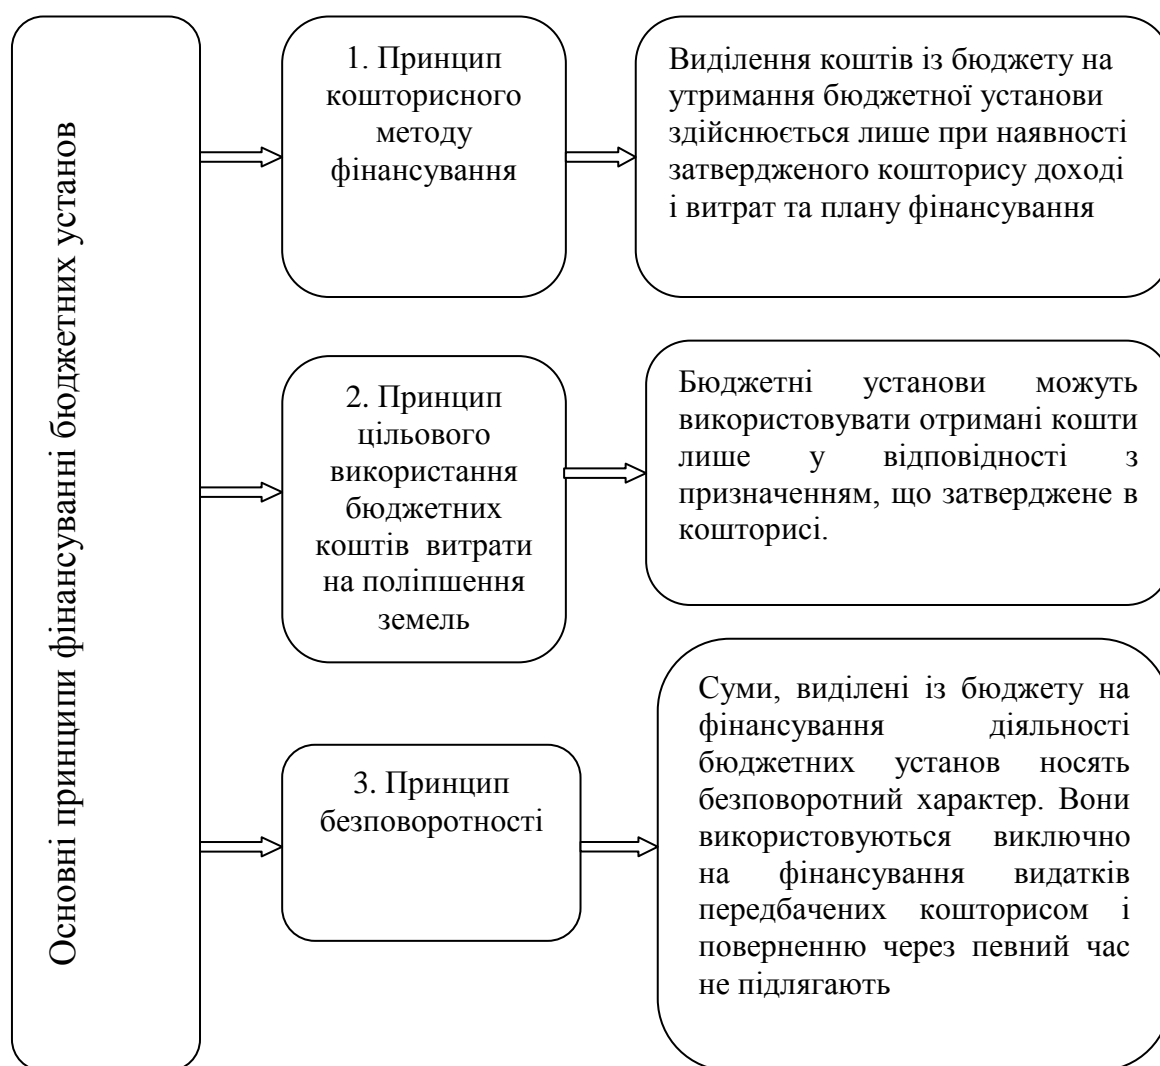 Основні принципи фінансуванні бюджетних установ
1. Принцип
кошторисного
методу
фінансування
Виділення коштів із бюджету на
утримання бюджетної установи
здійснюється лише при наявності
затвердженого кошторису доході
і витрат та плану фінансування
2. Принцип
цільового
використання
бюджетних
коштів витрати
на поліпшення
земель
Бюджетні установи можуть
використовувати отримані кошти
лише у відповідності з
призначенням, що затверджене в
кошторисі.
3. Принцип
безповоротності
Суми, виділені із бюджету на
фінансування діяльності
бюджетних установ носять
безповоротний характер. Вони
використовуються виключно
на фінансування видатків
передбачених кошторисом і
поверненню через певний час
не підлягають